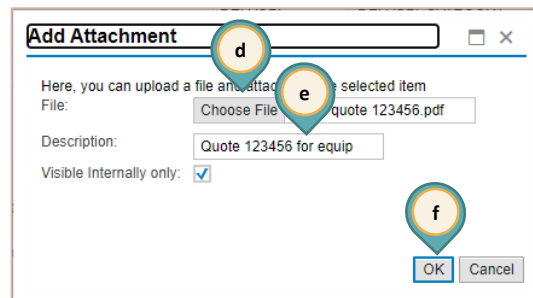 Add Attachment
d
Here, you can upload a file and attac e selected item
e
File:
Choose File quote 123456.pdf
Description:
Quote 123456 for equip
Visible Internally only:
f
OK Cancel